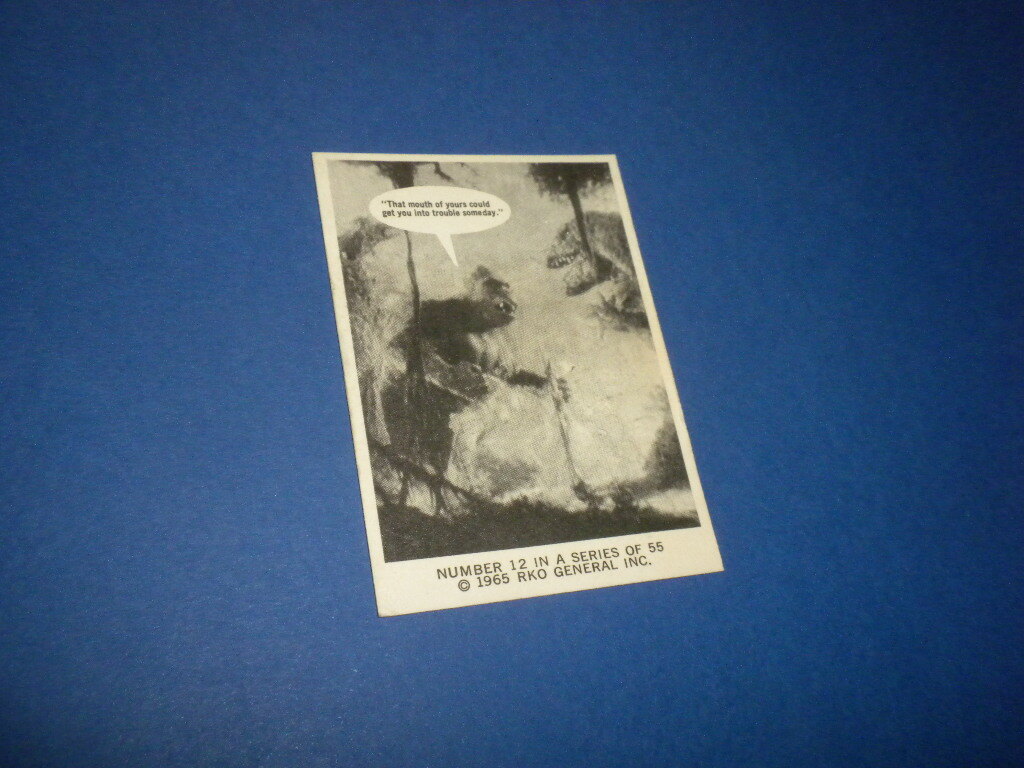 "That mouth of yours could
get you into trouble someday."
NUMBER 12 IN A SERIES OF 55
© 1965 RKO GENERAL INC.